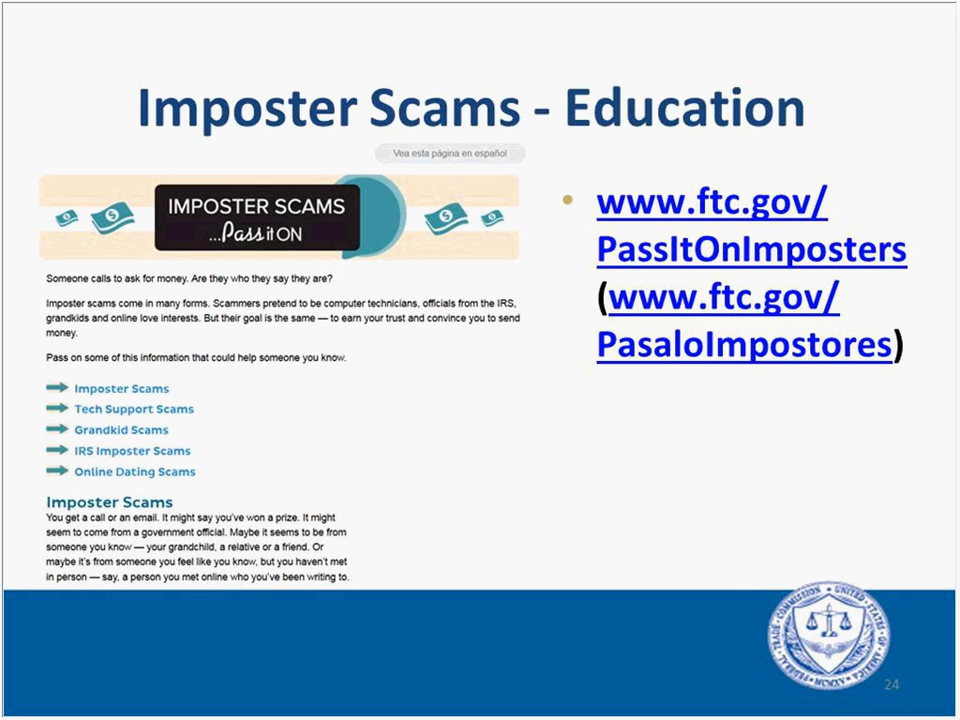 Imposter Scams - Education
Vea esta página en español
IMPOSTER SCAMS
...Pass it ON
Someone calls to ask for money. Are they who they say they are?
Imposter scams come in many forms. Scammers pretend to be computer technicians, officials from the IRS,
grandkids and online love interests. But their goal is the same — to earn your trust and convince you to send
money.
Pass on some of this information that could help someone you know.
Imposter Scams
Tech Support Scams
Grandkid Scams
IRS Imposter Scams
Online Dating Scams
Imposter Scams
You get a call or an email. It might say you've won a prize. It might
seem to come from a government official. Maybe it seems to be from
someone you know — your grandchild, a relative or a friend. Or
maybe it's from someone you feel like you know, but you haven't met
in person — say, a person you met online who you've been writing to.
• www.ftc.gov/
PassItOnImposters
(www.ftc.gov/
PasaloImpostores)
FEDERAL TRADE COMMISSION ★ UNITED STATES OF AMERICA
MCMXV
24